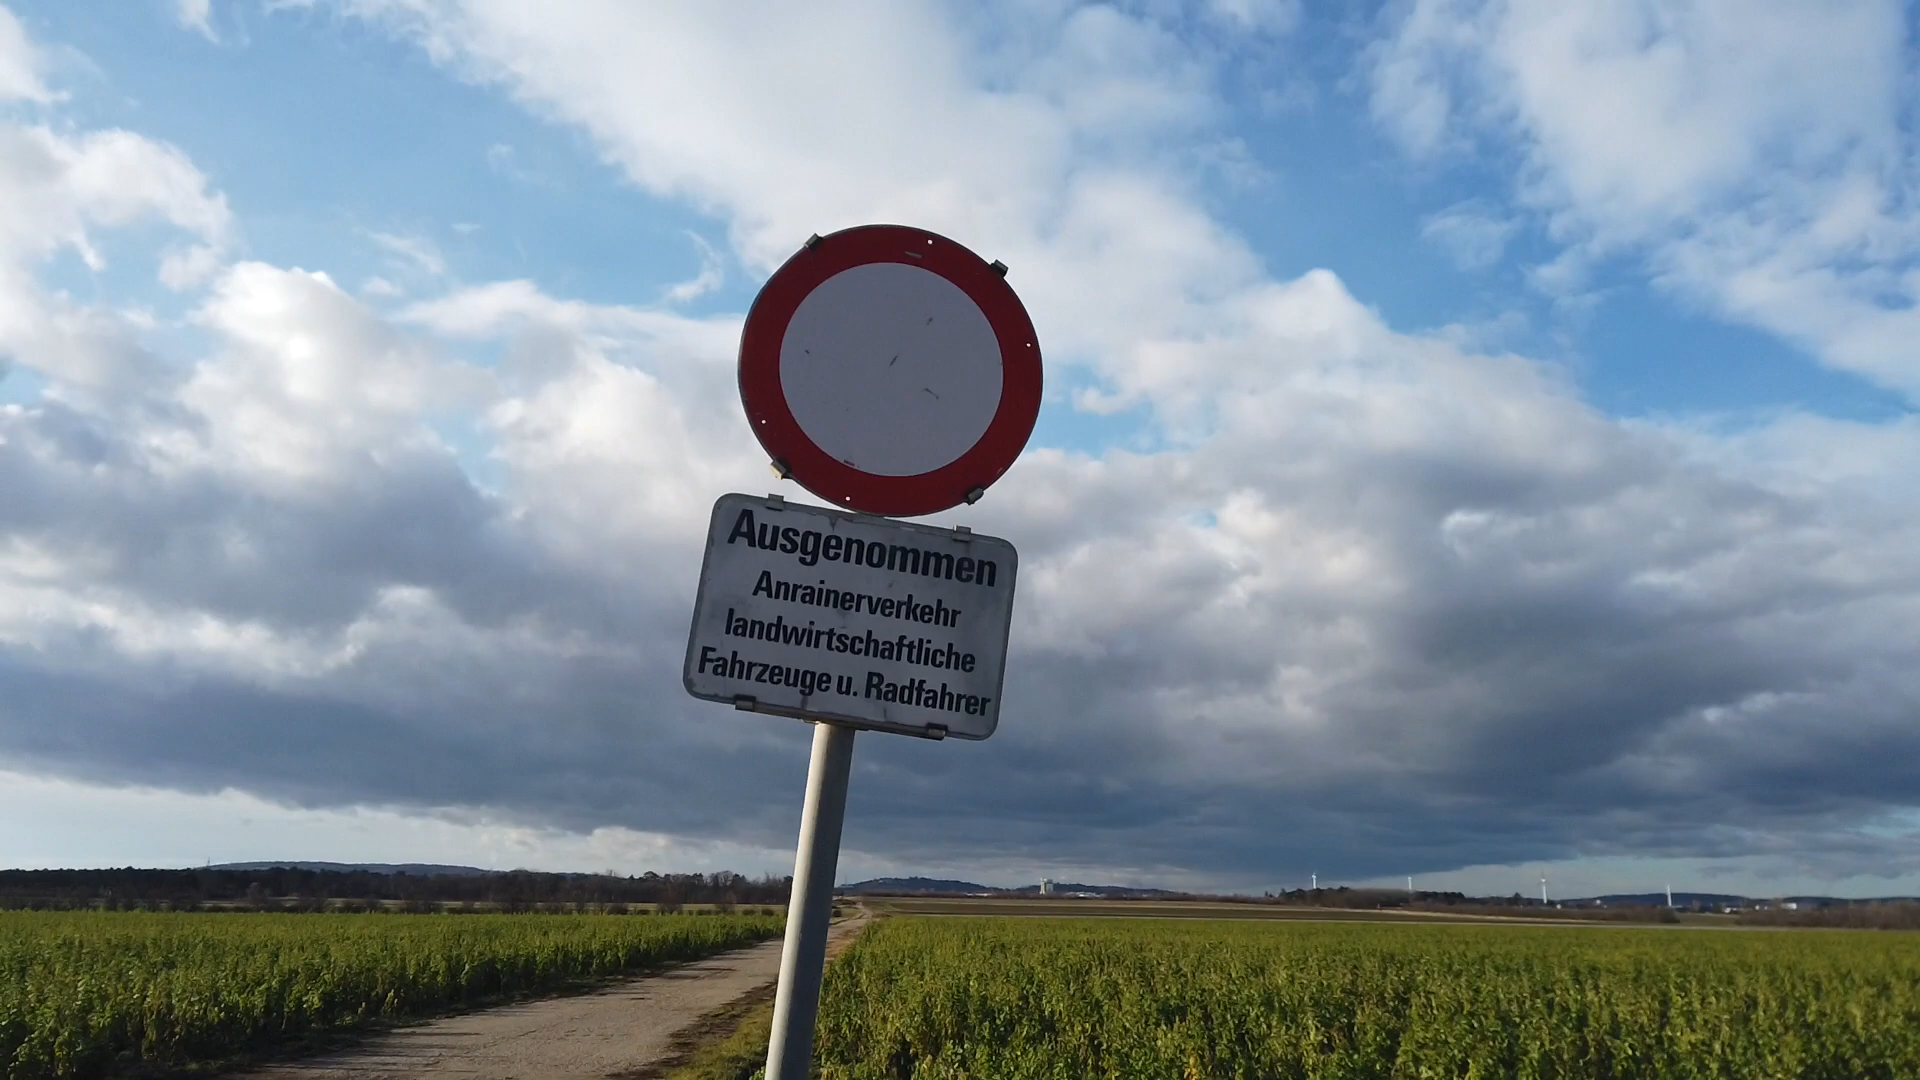 Ausgenommen
Anrainerverkehr
landwirtschaftliche
Fahrzeuge u. Radfahrer